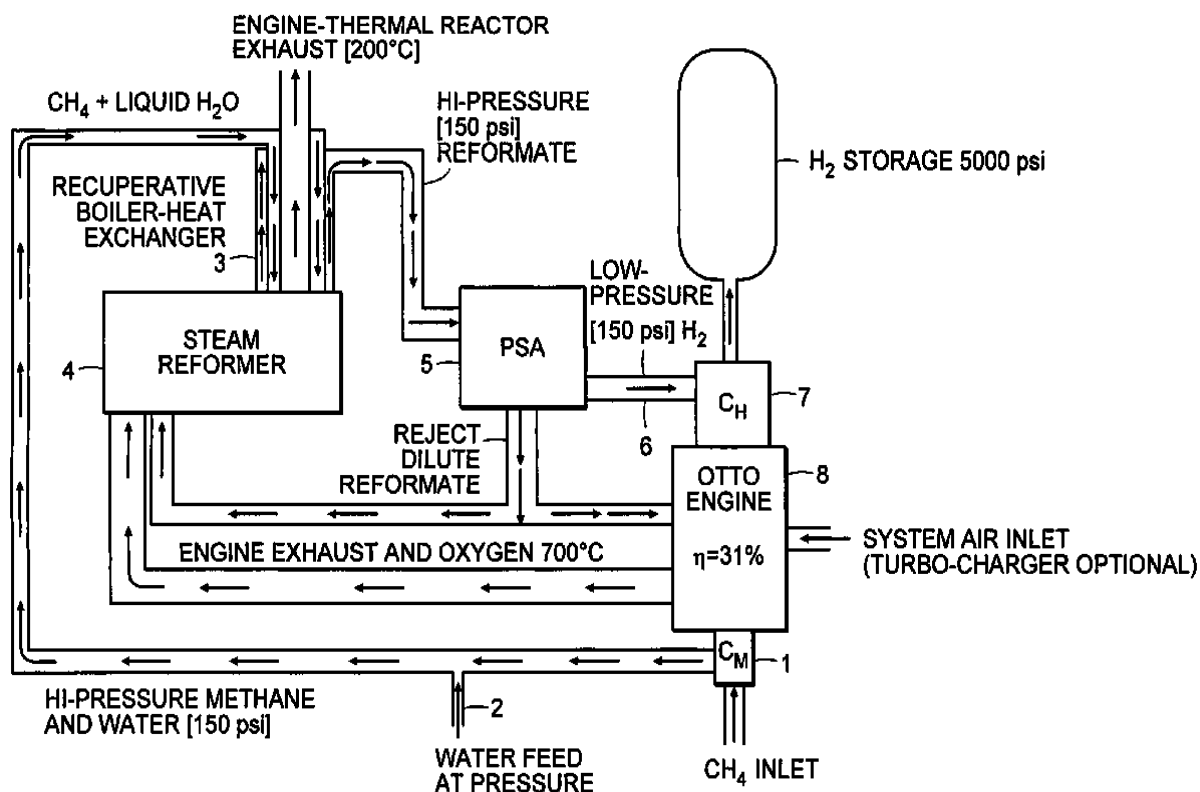 ENGINE-THERMAL REACTOR
EXHAUST [200°C]
CH₄ + LIQUID H₂O
HI-PRESSURE
[150 psi]
REFORMATE
H₂ STORAGE 5000 psi
RECUPERATIVE
BOILER-HEAT
EXCHANGER
3
LOW-
PRESSURE
[150 psi] H₂
STEAM
REFORMER
4
PSA
5
6
C_H
7
REJECT
DILUTE
REFORMATE
OTTO
ENGINE
η=31%
8
ENGINE EXHAUST AND OXYGEN 700°C
SYSTEM AIR INLET
(TURBO-CHARGER OPTIONAL)
C_M
1
HI-PRESSURE METHANE
AND WATER [150 psi]
2
WATER FEED
AT PRESSURE
CH₄ INLET